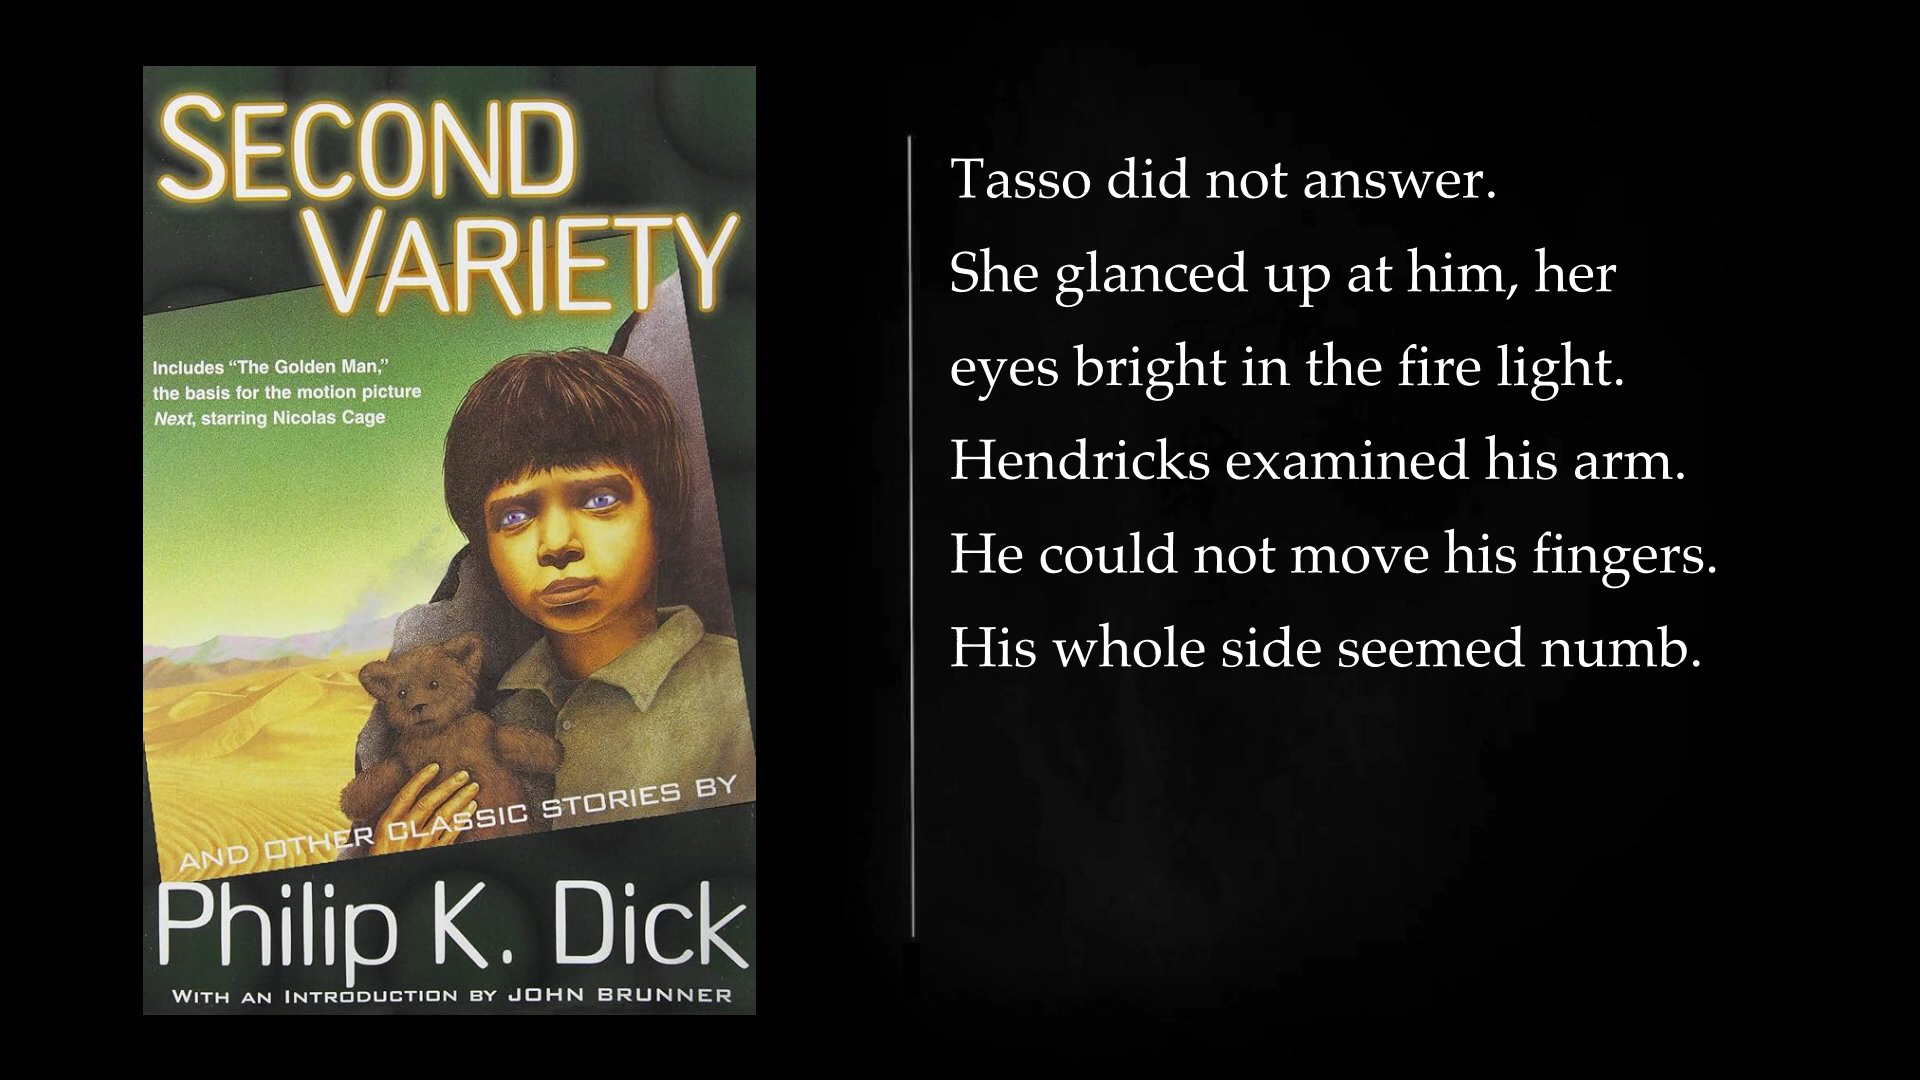 SECOND
VARIETY
Includes “The Golden Man,”
the basis for the motion picture
Next, starring Nicolas Cage
AND OTHER CLASSIC STORIES BY
Philip K. Dick
WITH AN INTRODUCTION BY JOHN BRUNNER
Tasso did not answer.
She glanced up at him, her
eyes bright in the fire light.
Hendricks examined his arm.
He could not move his fingers.
His whole side seemed numb.